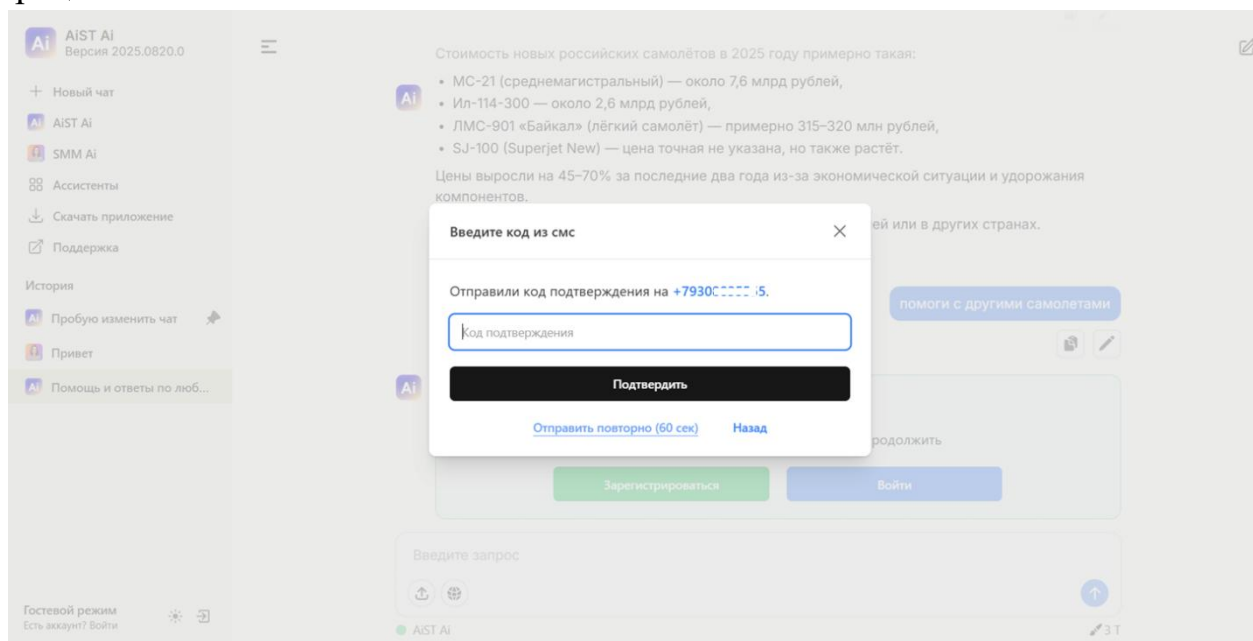 AiST Ai
Версия 2025.0820.0
Новый чат
AiST Ai
SMM Ai
Ассистенты
Скачать приложение
Поддержка
История
Пробую изменить чат
Привет
Помощь и ответы по люб...
Гостевой режим
Есть аккаунт? Войти
Стоимость новых российских самолётов в 2025 году примерно такая:
• МС-21 (среднемагистральный) — около 7,6 млрд рублей,
• Ил-114-300 — около 2,6 млрд рублей,
• ЛМС-901 «Байкал» (лёгкий самолёт) — примерно 315–320 млн рублей,
• SJ-100 (Superjet New) — цена точная не указана, но также растёт.
Цены выросли на 45–70% за последние два года из-за экономической ситуации и удорожания
компонентов.
ей или в других странах.
помоги с другими самолетами
Введите код из смс
Отправили код подтверждения на +7930 5.
Код подтверждения
Подтвердить
Отправить повторно (60 сек) Назад
родолжить
Зарегистрироваться Войти
Введите запрос
AiST Ai
3 T